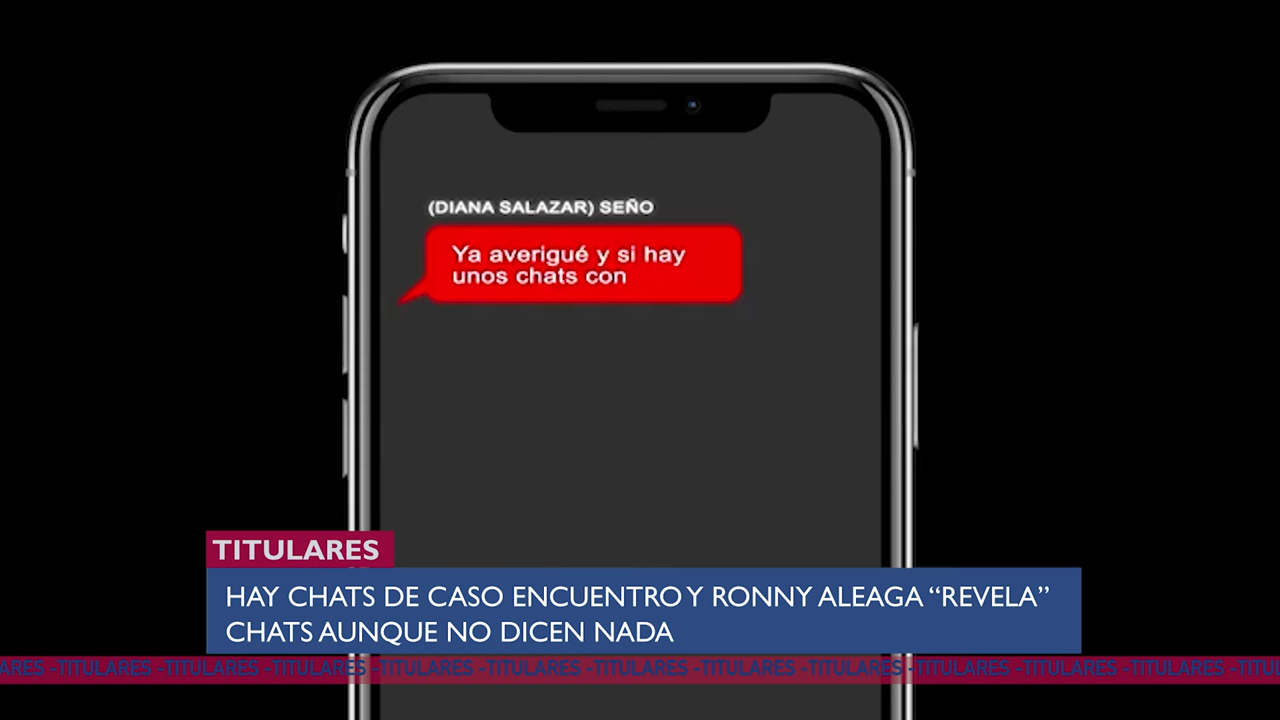 (DIANA SALAZAR) SEÑO
Ya averigué y si hay
unos chats con
TITULARES
HAY CHATS DE CASO ENCUENTRO Y RONNY ALEAGA “REVELA”
CHATS AUNQUE NO DICEN NADA
ARES -TITULARES -TITULARES -TITULARES -TITULARES -TITULARES -TITULARES -TITULARES -TITULARES -TITULARES -TITULARES -TITULARES